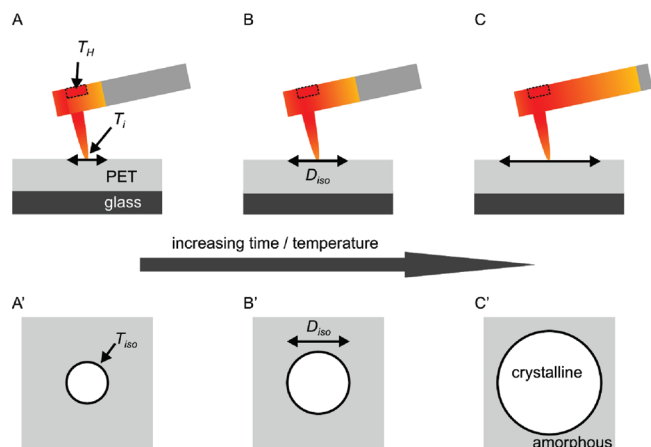 A
B
C
T_H
T_i
D_iso
PET
glass
increasing time / temperature
A'
B'
C'
T_iso
D_iso
crystalline
amorphous